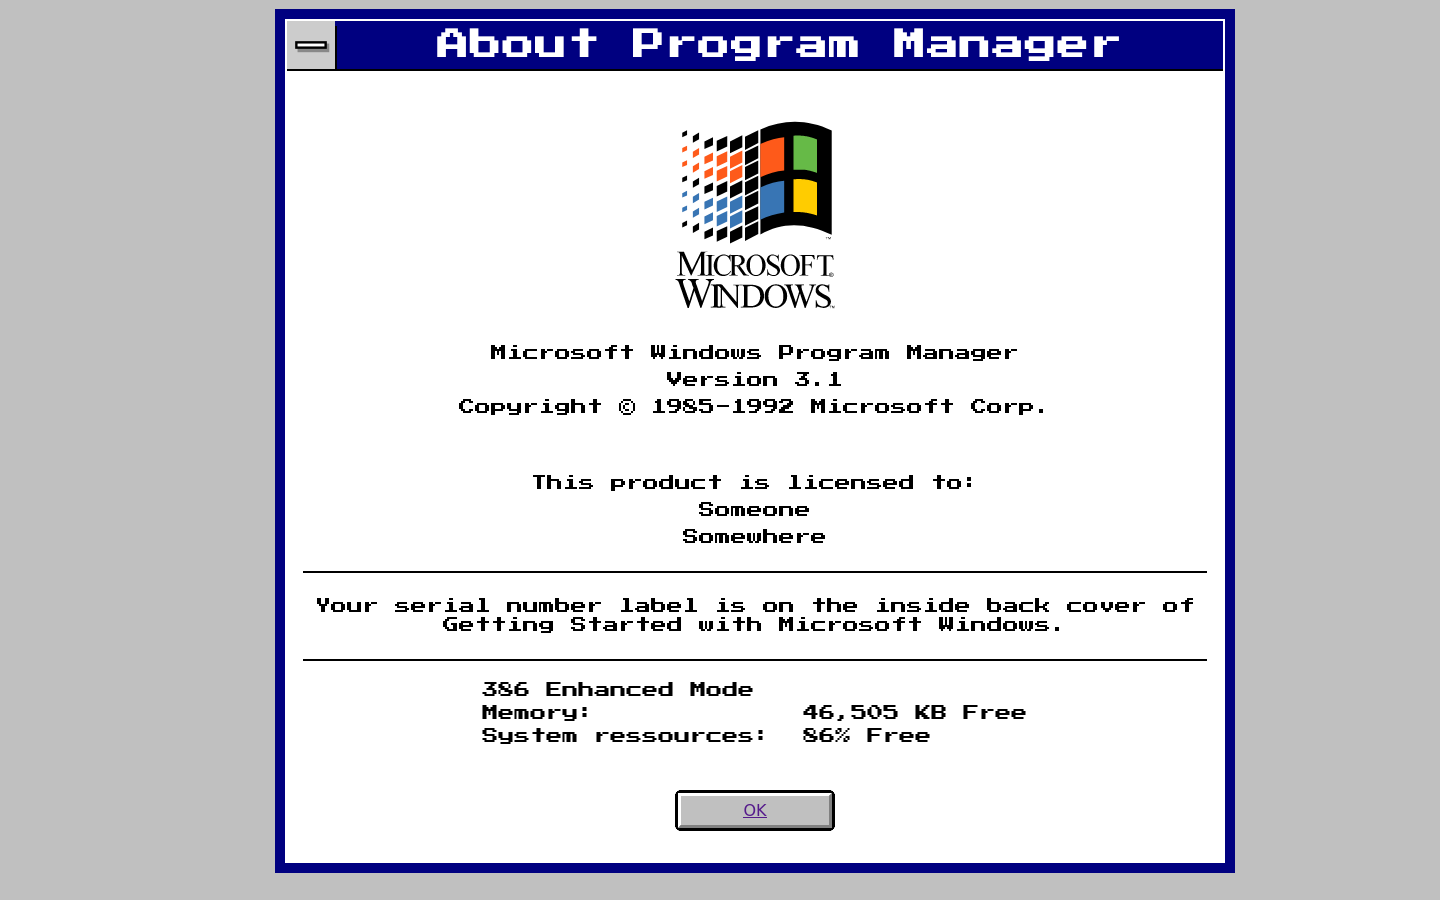 About Program Manager
MICROSOFT®
WINDOWS™
Microsoft Windows Program Manager
Version 3.1
Copyright © 1985-1992 Microsoft Corp.
This product is licensed to:
Someone
Somewhere
Your serial number label is on the inside back cover of
Getting Started with Microsoft Windows.
386 Enhanced Mode
Memory: 46,505 KB Free
System ressources: 86% Free
OK